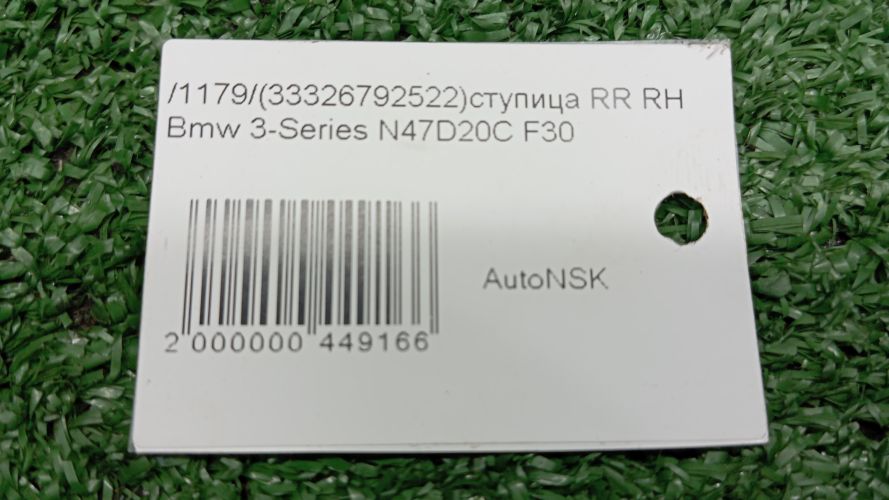 /1179/(33326792522)ступица RR RH
Bmw 3-Series N47D20C F30
AutoNSK
2 000000 449166